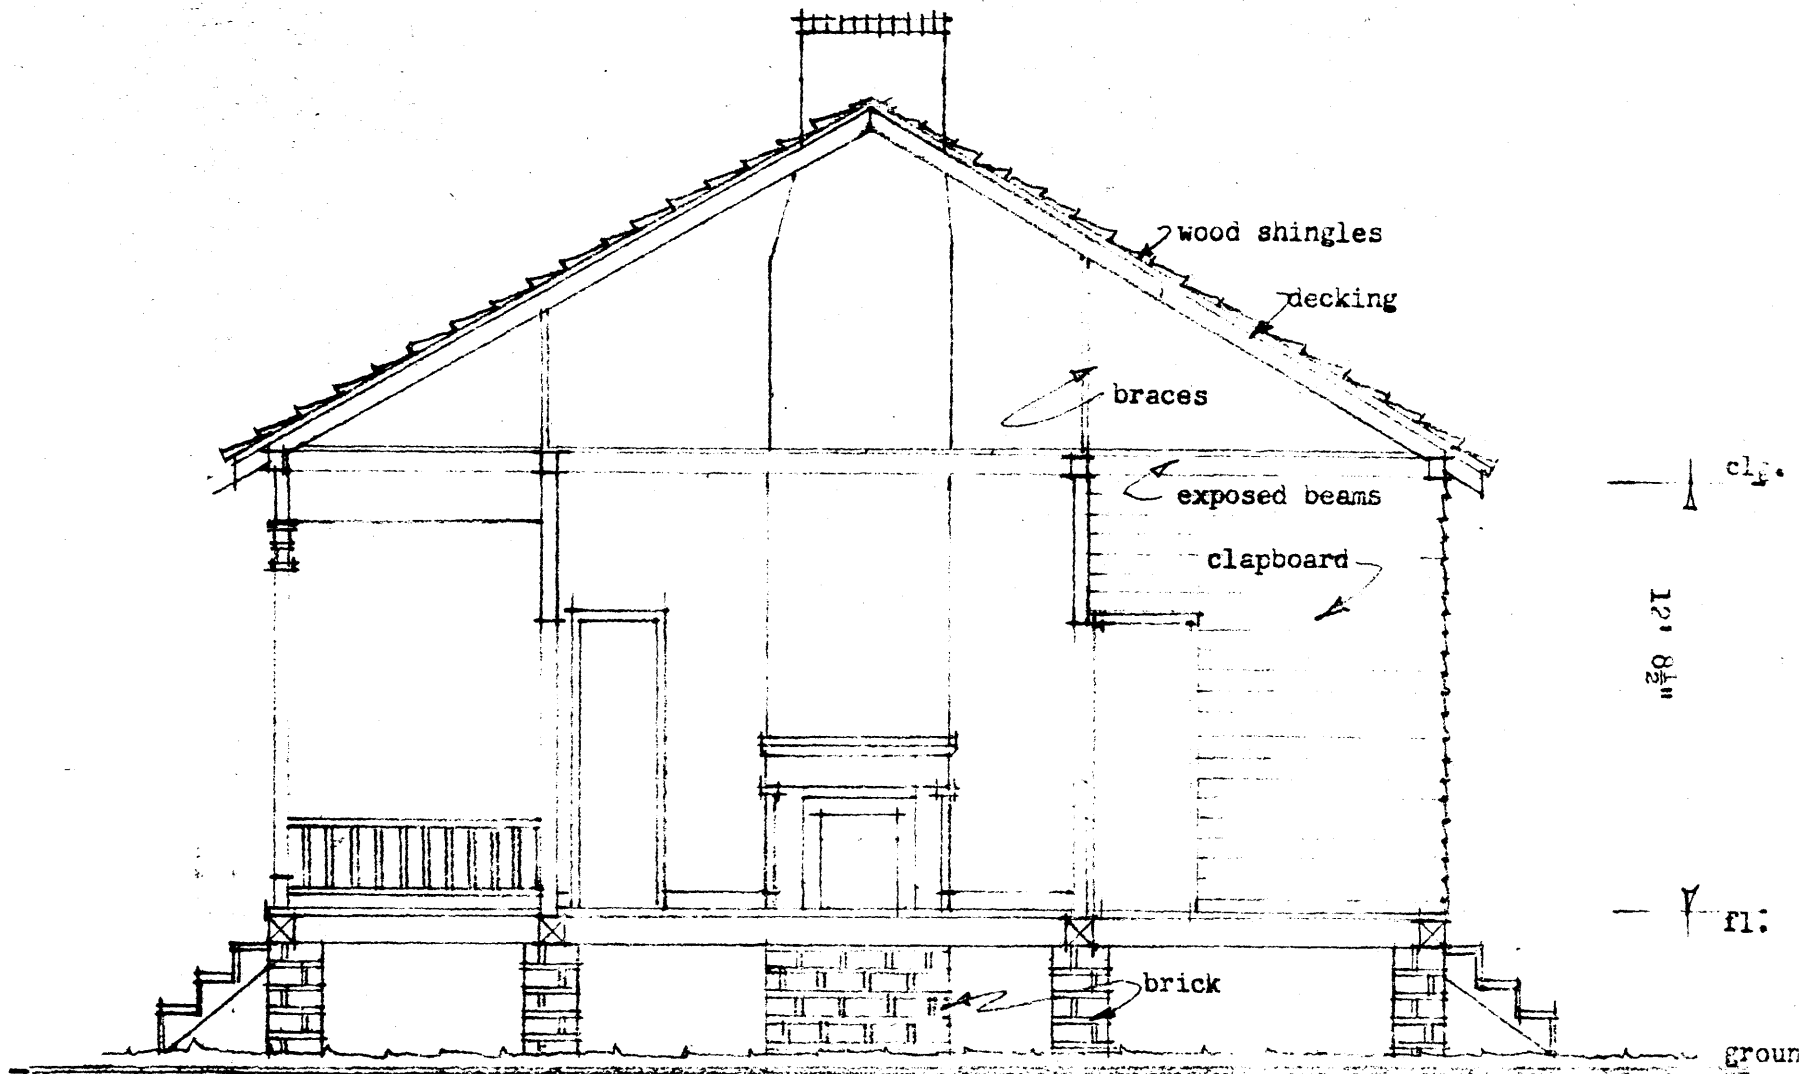 wood shingles
decking
braces
clg.
exposed beams
clapboard
12' 8½"
fl:
brick
groun